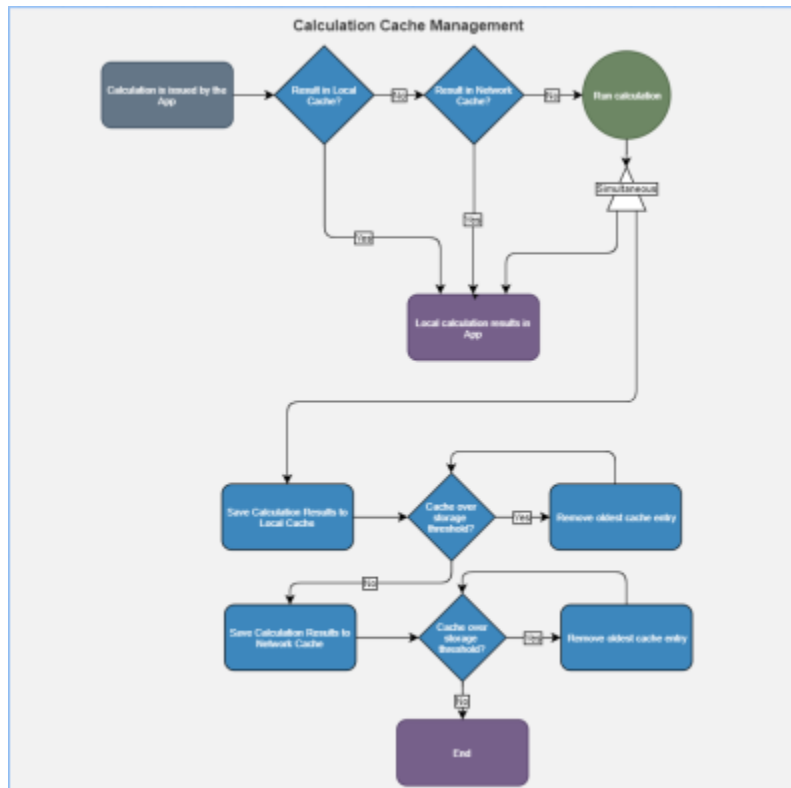 Calculation Cache Management
Calculation is issued by the
App
Result in Local
Cache?
No
Result in Network
Cache?
No
Run calculation
Simultaneous
Yes
Yes
Local calculation results in
App
Save Calculation Results to
Local Cache
Cache over
storage
threshold?
Yes
Remove oldest cache entry
No
Save Calculation Results to
Network Cache
Cache over
storage
threshold?
Yes
Remove oldest cache entry
No
End